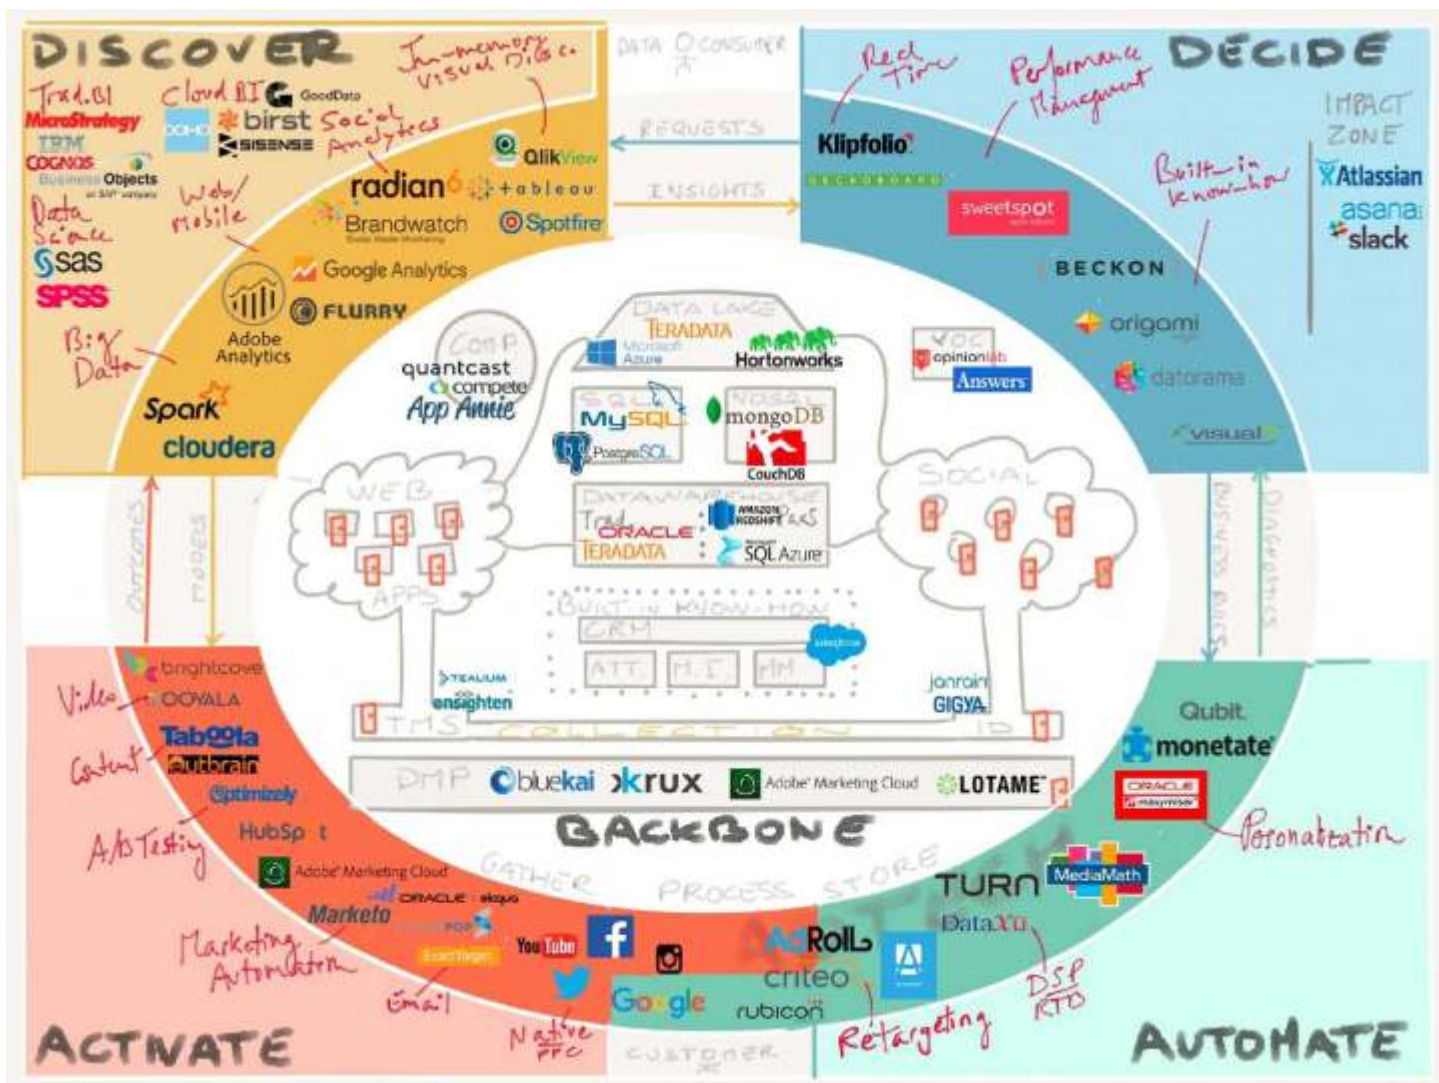 DISCOVER
In-memory
DATA CONSUMER
Real
Time
Performance
Managment
DECIDE
Trad.BI
Cloud BI
GoodData
MicroStrategy
DOMO
birst
Social
Analytics
IBM
COGNOS
SISENSE
Business Objects
an SAP company
QlikView
REQUESTS
Klipfolio
IMPACT
ZONE
Web/
Mobile
radian6
tableau
INSIGHTS
Built-in
know-how
Atlassian
Data
Science
Brandwatch
Spotfire
sweetspot
asana
slack
sas
SPSS
Google Analytics
FLURRY
BECKON
Adobe
Analytics
Big
Data
DATA LAKE
TERADATA
Microsoft
Azure
Hortonworks
origami
COMP
quantcast
compete
App Annie
VOC
opinionlab
Answers
datorama
Spark
cloudera
SQL
MySQL
PostgreSQL
NOSQL
mongoDB
CouchDB
visual
WEB
APPS
SOCIAL
DATAWAREHOUSE
Trad
ORACLE
TERADATA
AMAZON
REDSHIFT
SQL Azure
OUTCOMES
MODELS
BUSINESS RULES
DIAGNOSTICS
BUILT IN KNOW-HOW
CRM
salesforce
ATT.
M.I.
MM
brightcove
Video
OOYALA
TEALIUM
ensighten
janrain
GIGYA
Qubit.
Taboola
Content
Outbrain
TMS
COLLECTION
ID
monetate
Optimizely
DMP
bluekai
krux
Adobe Marketing Cloud
LOTAME
ORACLE
maxymiser
A/B Testing
HubSp t
BACKBONE
Personalization
Adobe Marketing Cloud
GATHER
PROCESS
STORE
TURN
MediaMath
ORACLE eloqua
Marketo
DataXu
Marketing
Automation
ExactTarget
YouTube
AdRoll
criteo
DSP
RTB
Email
Google
rubicon
Native
PPC
Retargeting
ACTIVATE
CUSTOMER
AUTOMATE